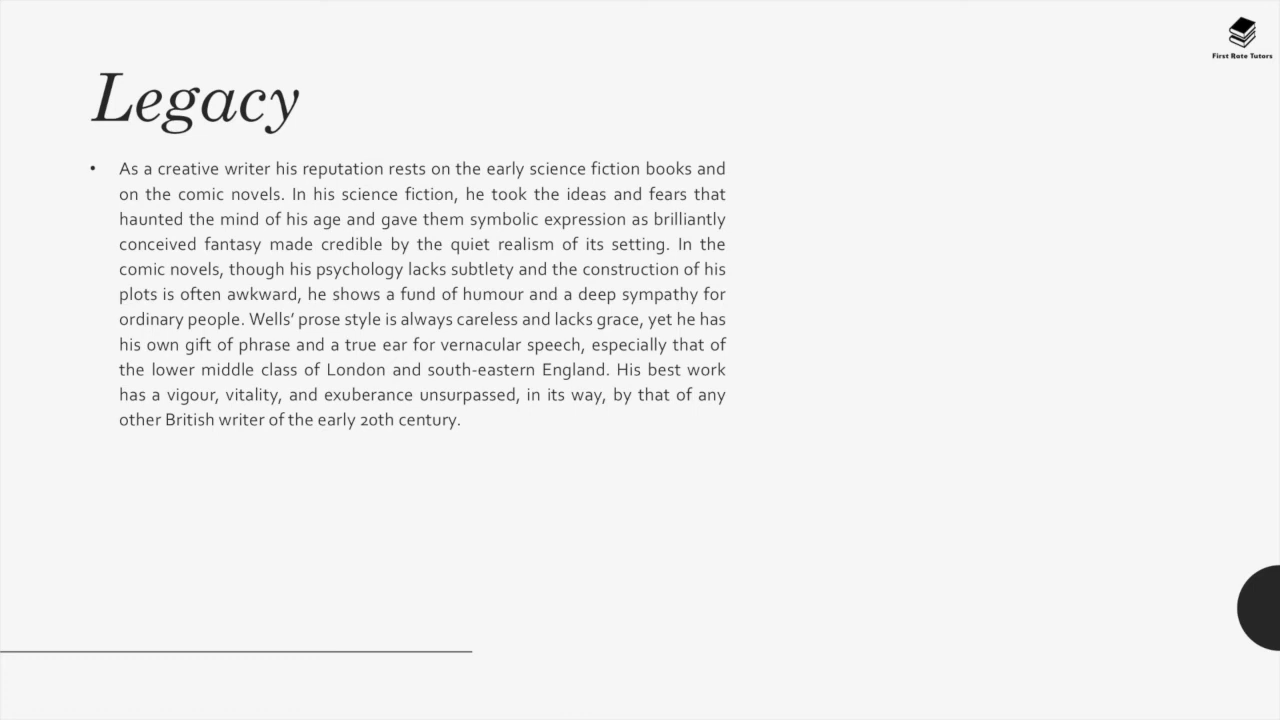 First Rate Tutors
Legacy
• As a creative writer his reputation rests on the early science fiction books and
on the comic novels. In his science fiction, he took the ideas and fears that
haunted the mind of his age and gave them symbolic expression as brilliantly
conceived fantasy made credible by the quiet realism of its setting. In the
comic novels, though his psychology lacks subtlety and the construction of his
plots is often awkward, he shows a fund of humour and a deep sympathy for
ordinary people. Wells’ prose style is always careless and lacks grace, yet he has
his own gift of phrase and a true ear for vernacular speech, especially that of
the lower middle class of London and south-eastern England. His best work
has a vigour, vitality, and exuberance unsurpassed, in its way, by that of any
other British writer of the early 20th century.